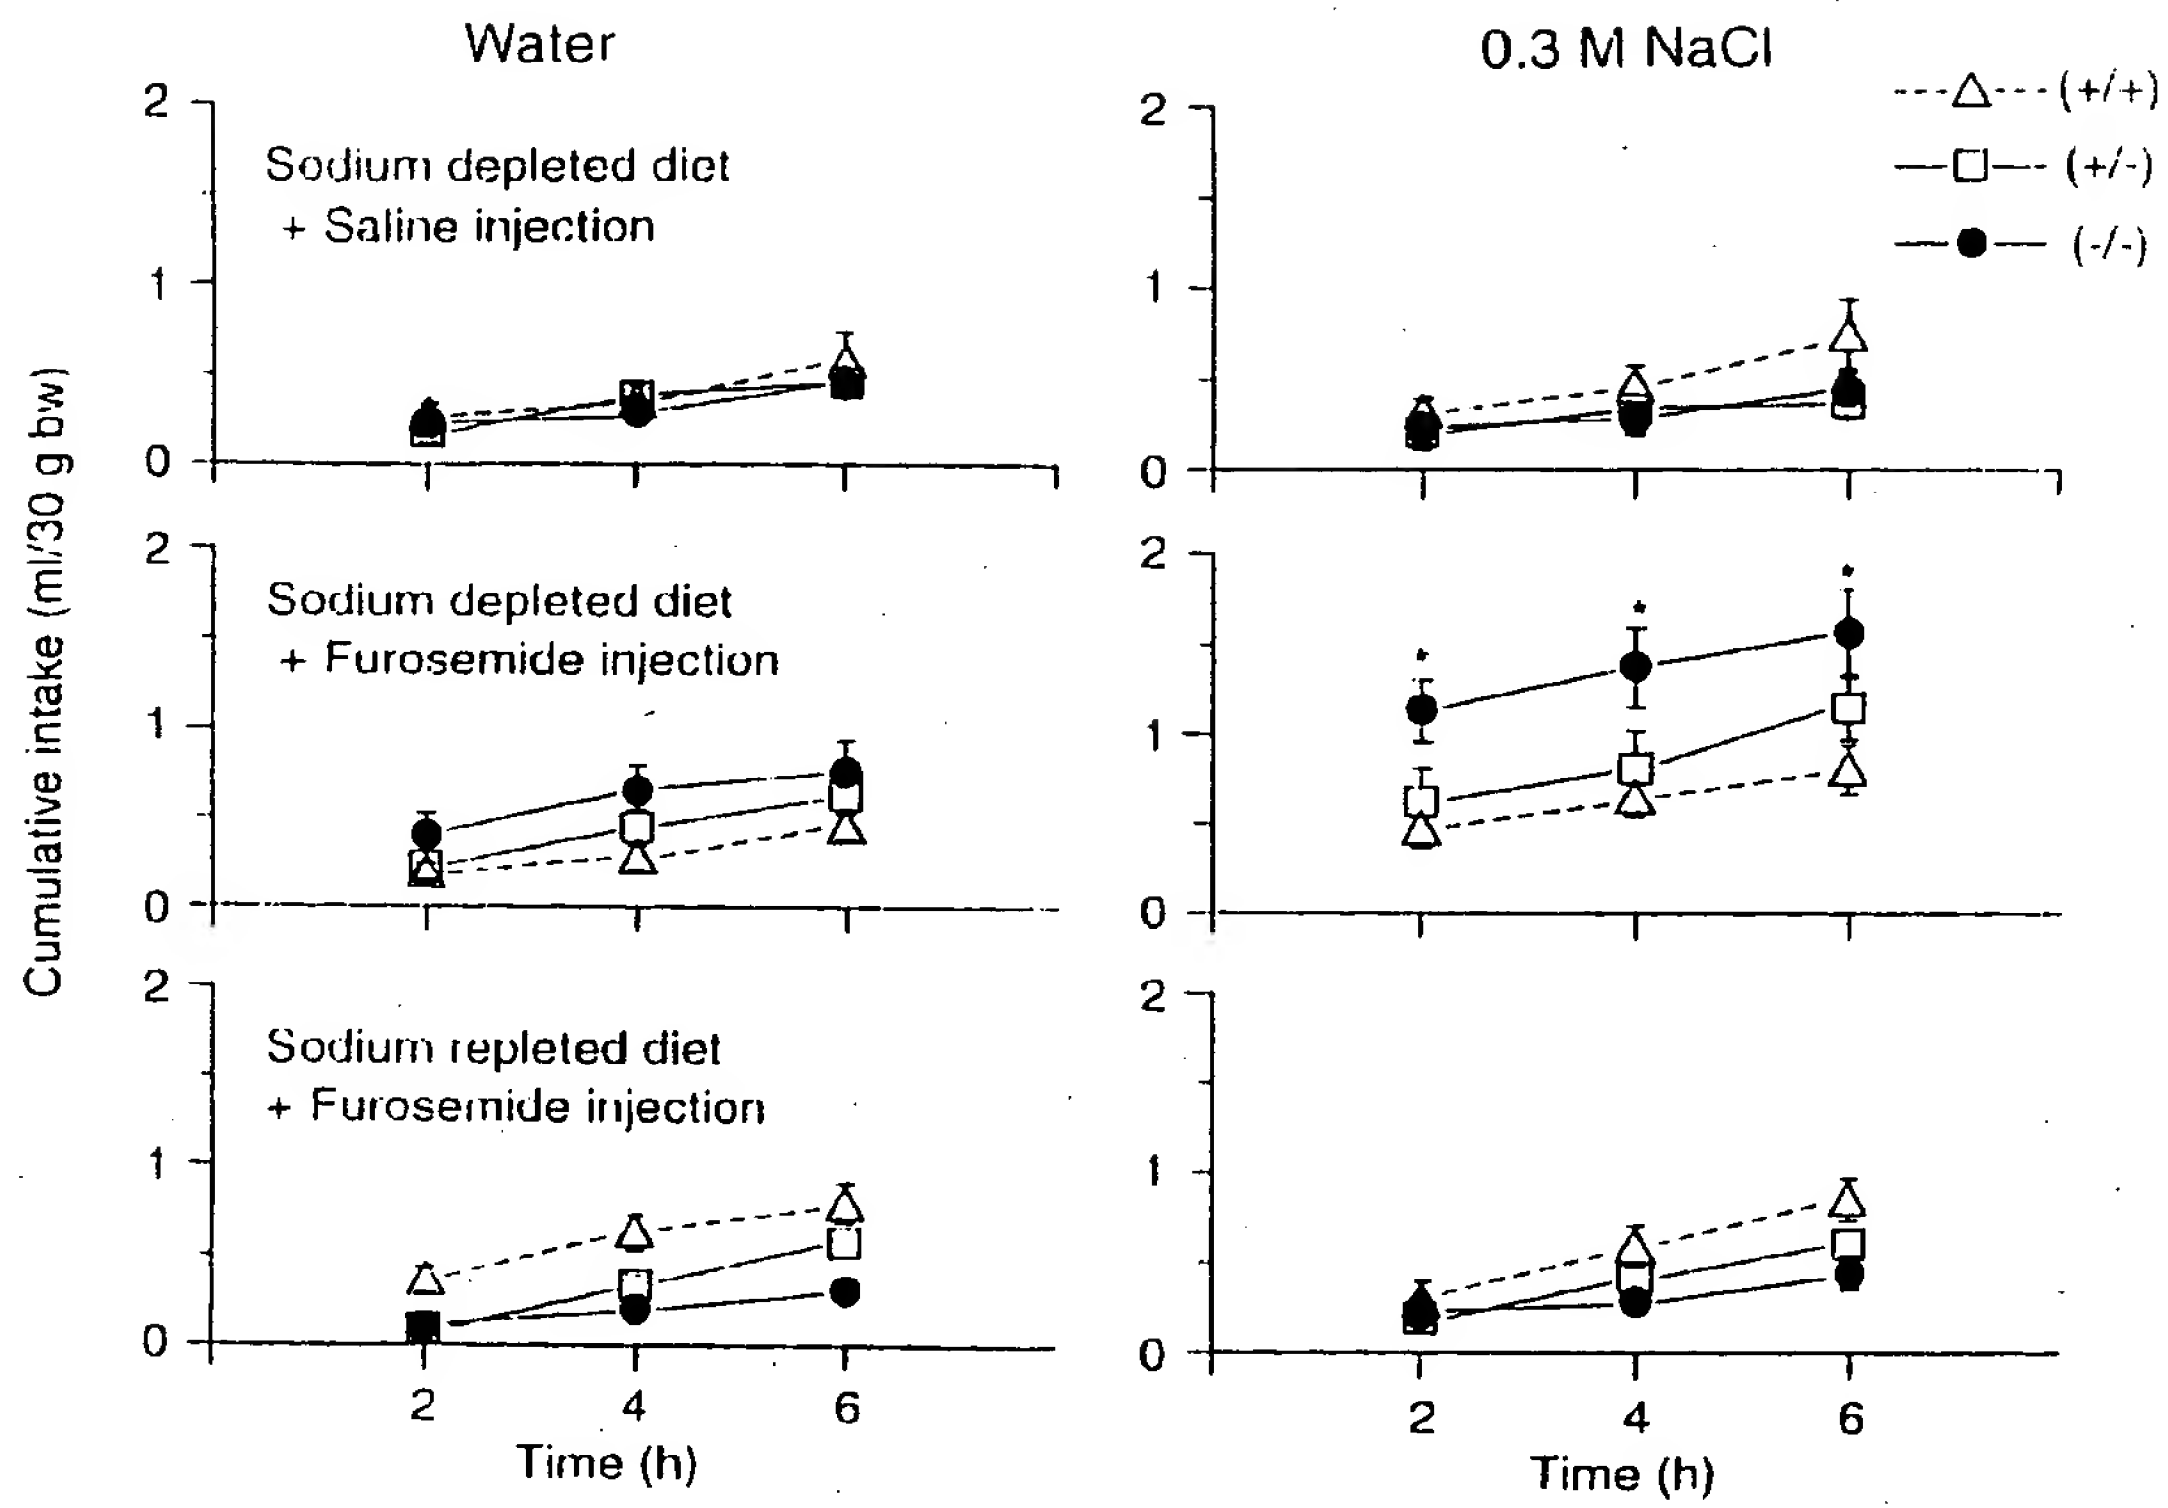 Water
0.3 M NaCl
(+/+)
(+/-)
(-/-)
Cumulative intake (ml/30 g bw)
2
1
0
Sodium depleted diet
+ Saline injection
2
1
0
2
1
0
Sodium depleted diet
+ Furosemide injection
2
1
0
*
*
*
2
1
0
Sodium repleted diet
+ Furosemide injection
2
4
6
Time (h)
2
1
0
2
4
6
Time (h)